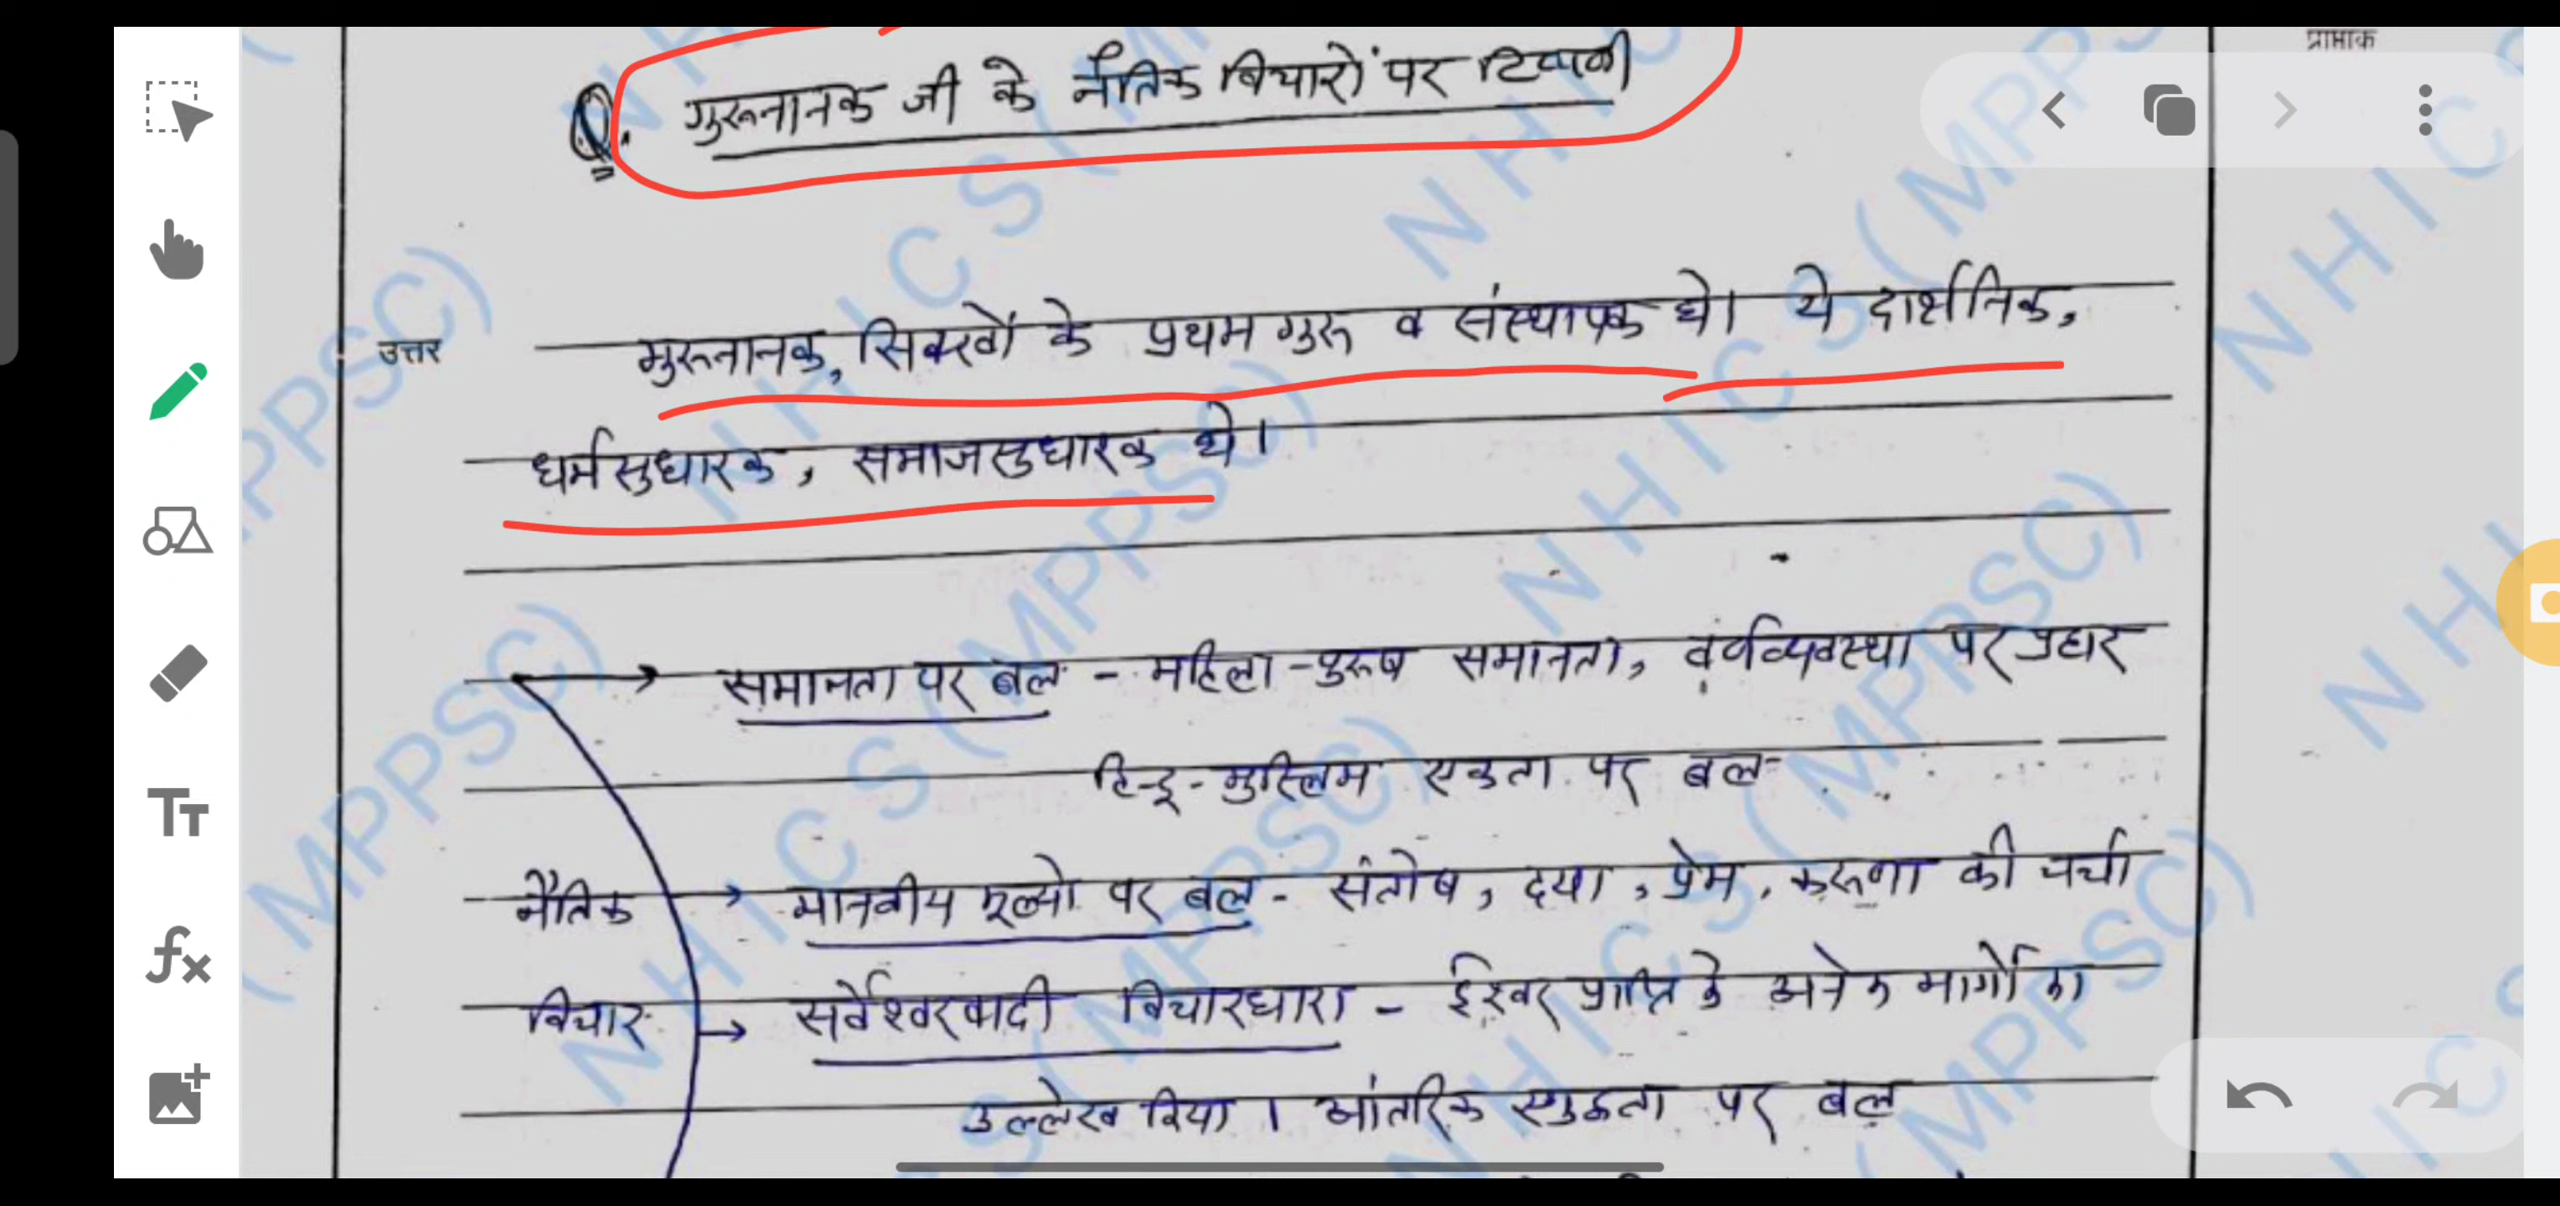 प्राप्तांक
Q. गुरूनानक जी के नैतिक विचारों पर टिप्पणी
उत्तर
गुरूनानक, सिक्खों के प्रथम गुरू व संस्थापक थे। ये दार्शनिक,
धर्मसुधारक, समाजसुधारक थे।
→ समानता पर बल - महिला-पुरूष समानता, वर्णव्यवस्था पर प्रहार
हिन्दू-मुस्लिम एकता पर बल
नैतिक → मानवीय मूल्यो पर बल - संतोष, दया, प्रेम, करूणा की चर्चा
विचार → सर्वेश्वरवादी विचारधारा - ईश्वर प्राप्ति के अनेक मार्गों का
उल्लेख किया। आंतरिक शुद्धता पर बल
NHICS(MPPSC)
Tт
fx